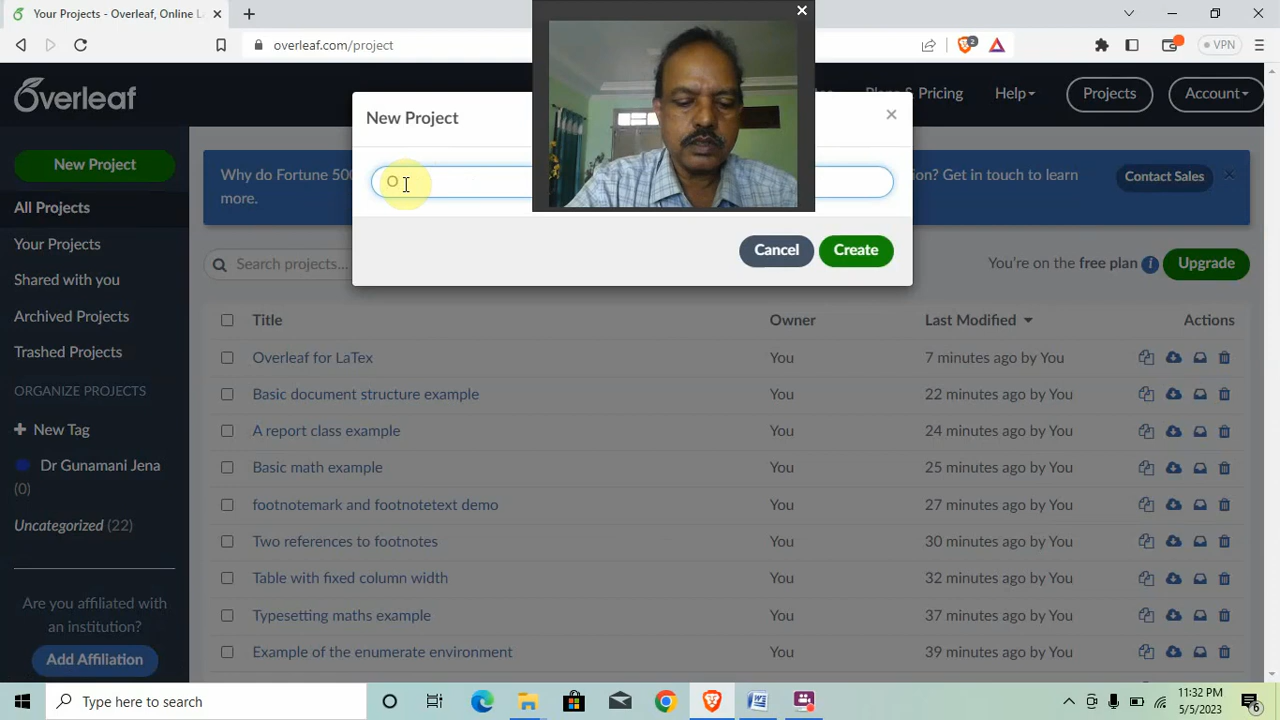 Your Projects - Overleaf, Online L
overleaf.com/project
2
VPN
Overleaf
Plans & Pricing
Help
Projects
Account
New Project
New Project
Why do Fortune 500
ion? Get in touch to learn
more.
Contact Sales
O
Cancel
Create
All Projects
Your Projects
Shared with you
Archived Projects
Trashed Projects
ORGANIZE PROJECTS
New Tag
Dr Gunamani Jena
(0)
Uncategorized (22)
Are you affiliated with
an institution?
Add Affiliation
Search projects...
You're on the free plan
Upgrade
Title Owner Last Modified Actions
Overleaf for LaTex You 7 minutes ago by You
Basic document structure example You 22 minutes ago by You
A report class example You 24 minutes ago by You
Basic math example You 25 minutes ago by You
footnotemark and footnotetext demo You 27 minutes ago by You
Two references to footnotes You 30 minutes ago by You
Table with fixed column width You 32 minutes ago by You
Typesetting maths example You 37 minutes ago by You
Example of the enumerate environment You 39 minutes ago by You
Type here to search
11:32 PM
5/5/2023
6